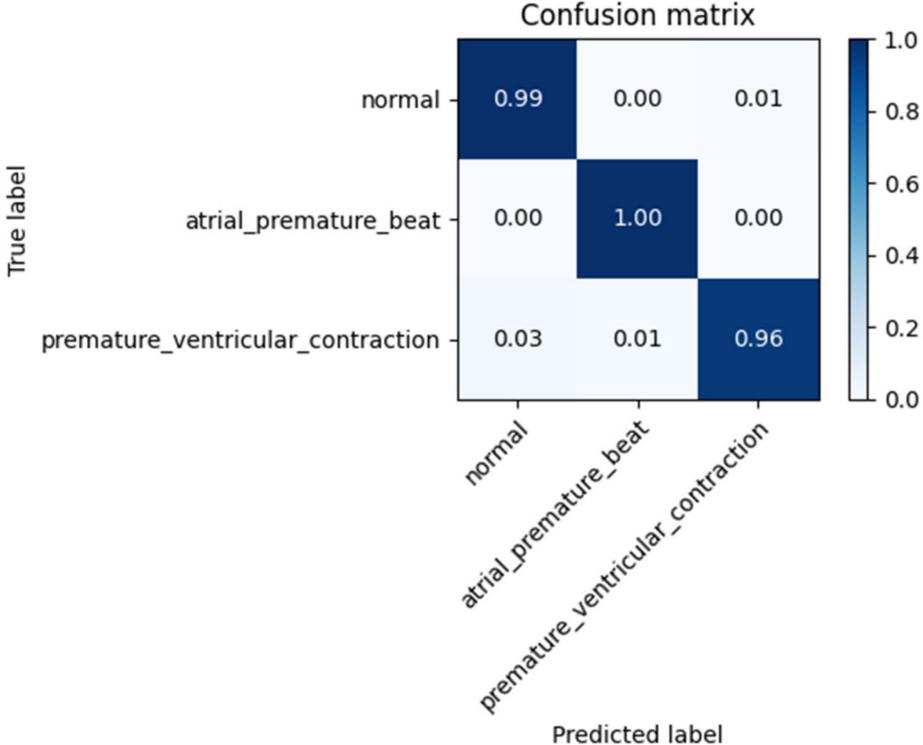 Confusion matrix
True label
normal
0.99 0.00 0.01
atrial_premature_beat
0.00 1.00 0.00
premature_ventricular_contraction
0.03 0.01 0.96
1.0
0.8
0.6
0.4
0.2
0.0
normal
atrial_premature_beat
premature_ventricular_contraction
Predicted label